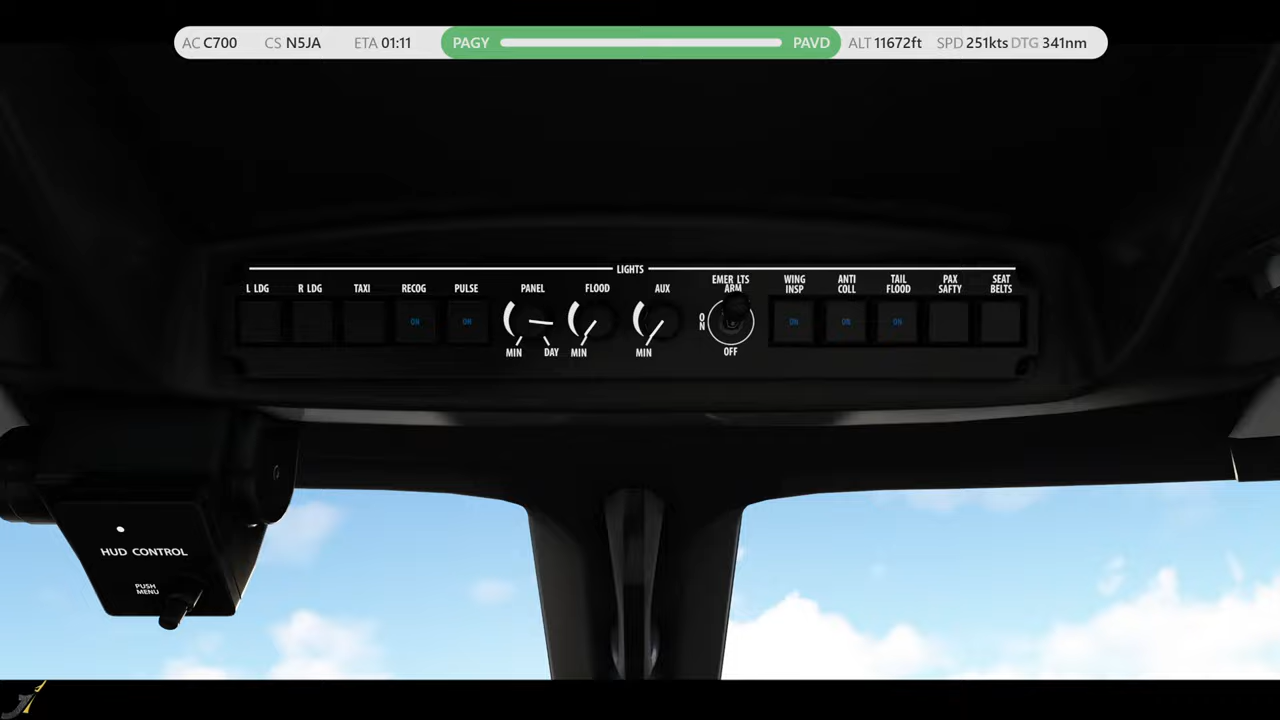 AC C700 CS N5JA ETA 01:11 PAGY PAVD ALT 11672ft SPD 251kts DTG 341nm
LIGHTS
L LDG R LDG TAXI RECOG PULSE PANEL FLOOD AUX EMER LTS ARM WING INSP ANTI COLL TAIL FLOOD PAX SAFTY SEAT BELTS
ON ON ON ON ON ON
MIN DAY MIN MIN OFF
HUD CONTROL
PUSH
MENU